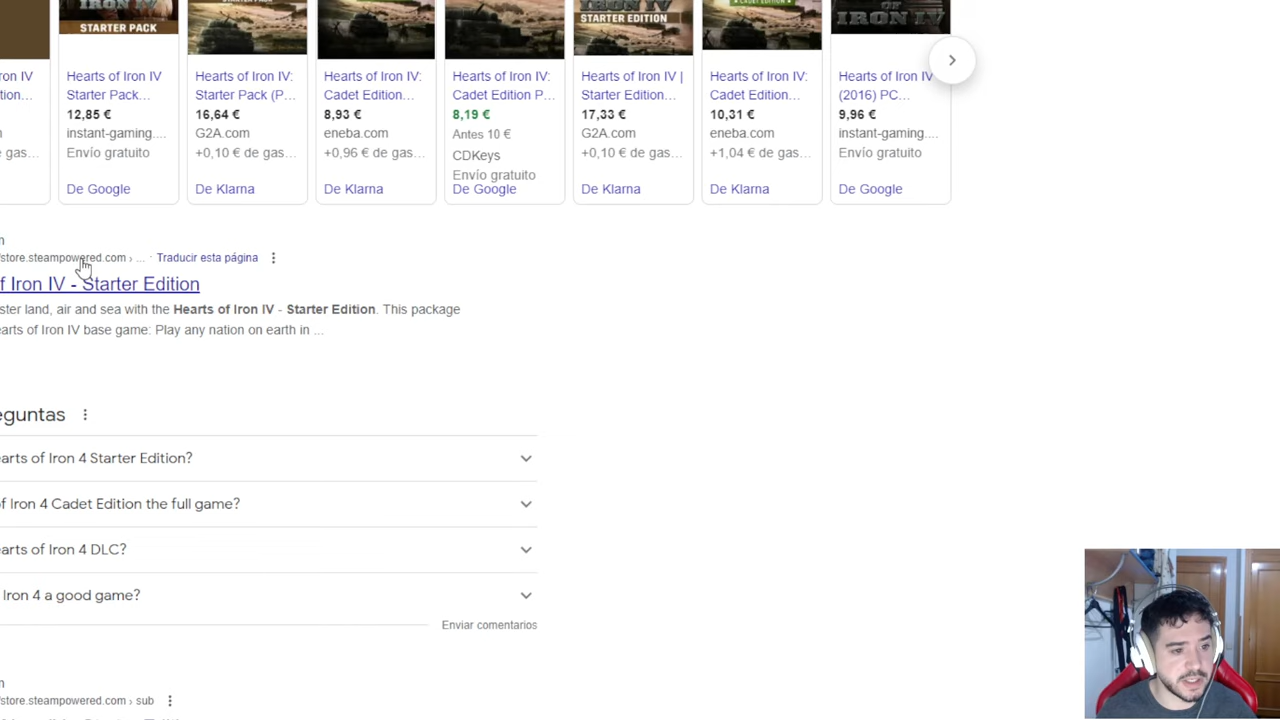 STARTER PACK
STARTER EDITION
IRON IV
ron IV
tion...
e gas...
Hearts of Iron IV
Starter Pack...
12,85 €
instant-gaming....
Envío gratuito
De Google
Hearts of Iron IV:
Starter Pack (P...
16,64 €
G2A.com
+0,10 € de gas...
De Klarna
Hearts of Iron IV:
Cadet Edition...
8,93 €
eneba.com
+0,96 € de gas...
De Klarna
Hearts of Iron IV:
Cadet Edition P...
8,19 €
Antes 10 €
CDKeys
Envío gratuito
De Google
Hearts of Iron IV |
Starter Edition...
17,33 €
G2A.com
+0,10 € de gas...
De Klarna
Hearts of Iron IV:
Cadet Edition...
10,31 €
eneba.com
+1,04 € de gas...
De Klarna
Hearts of Iron IV
(2016) PC...
9,96 €
instant-gaming....
Envío gratuito
De Google
m
/store.steampowered.com › ... · Traducir esta página
f Iron IV - Starter Edition
ster land, air and sea with the Hearts of Iron IV - Starter Edition. This package
earts of Iron IV base game: Play any nation on earth in ...
eguntas
earts of Iron 4 Starter Edition?
of Iron 4 Cadet Edition the full game?
earts of Iron 4 DLC?
Iron 4 a good game?
Enviar comentarios
m
/store.steampowered.com › sub